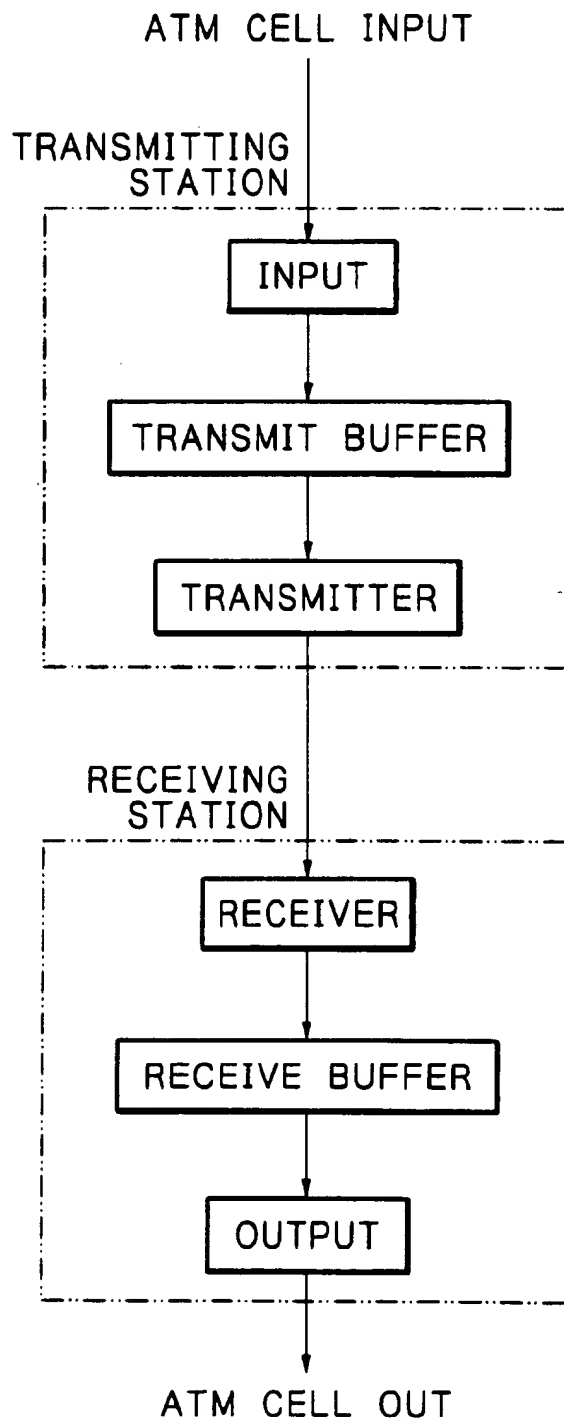 ATM CELL INPUT
TRANSMITTING
STATION
INPUT
TRANSMIT BUFFER
TRANSMITTER
RECEIVING
STATION
RECEIVER
RECEIVE BUFFER
OUTPUT
ATM CELL OUT